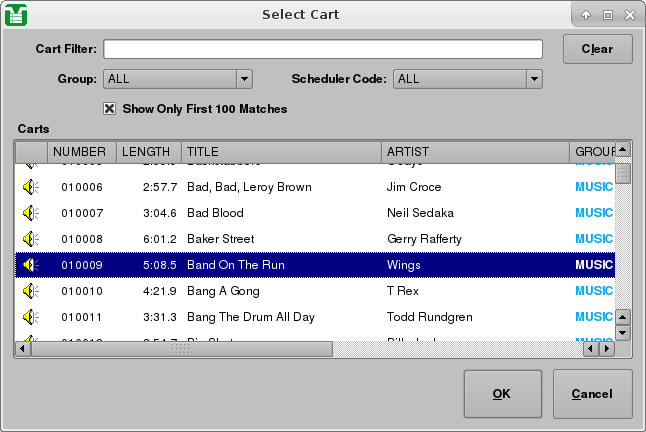 Select Cart
Cart Filter:
Clear
Group: ALL Scheduler Code: ALL
Show Only First 100 Matches
Carts
NUMBER LENGTH TITLE ARTIST GROUP
010006 2:57.7 Bad, Bad, Leroy Brown Jim Croce MUSIC
010007 3:04.6 Bad Blood Neil Sedaka MUSIC
010008 6:01.2 Baker Street Gerry Rafferty MUSIC
010009 5:08.5 Band On The Run Wings MUSIC
010010 4:21.9 Bang A Gong T Rex MUSIC
010011 3:31.3 Bang The Drum All Day Todd Rundgren MUSIC
OK Cancel